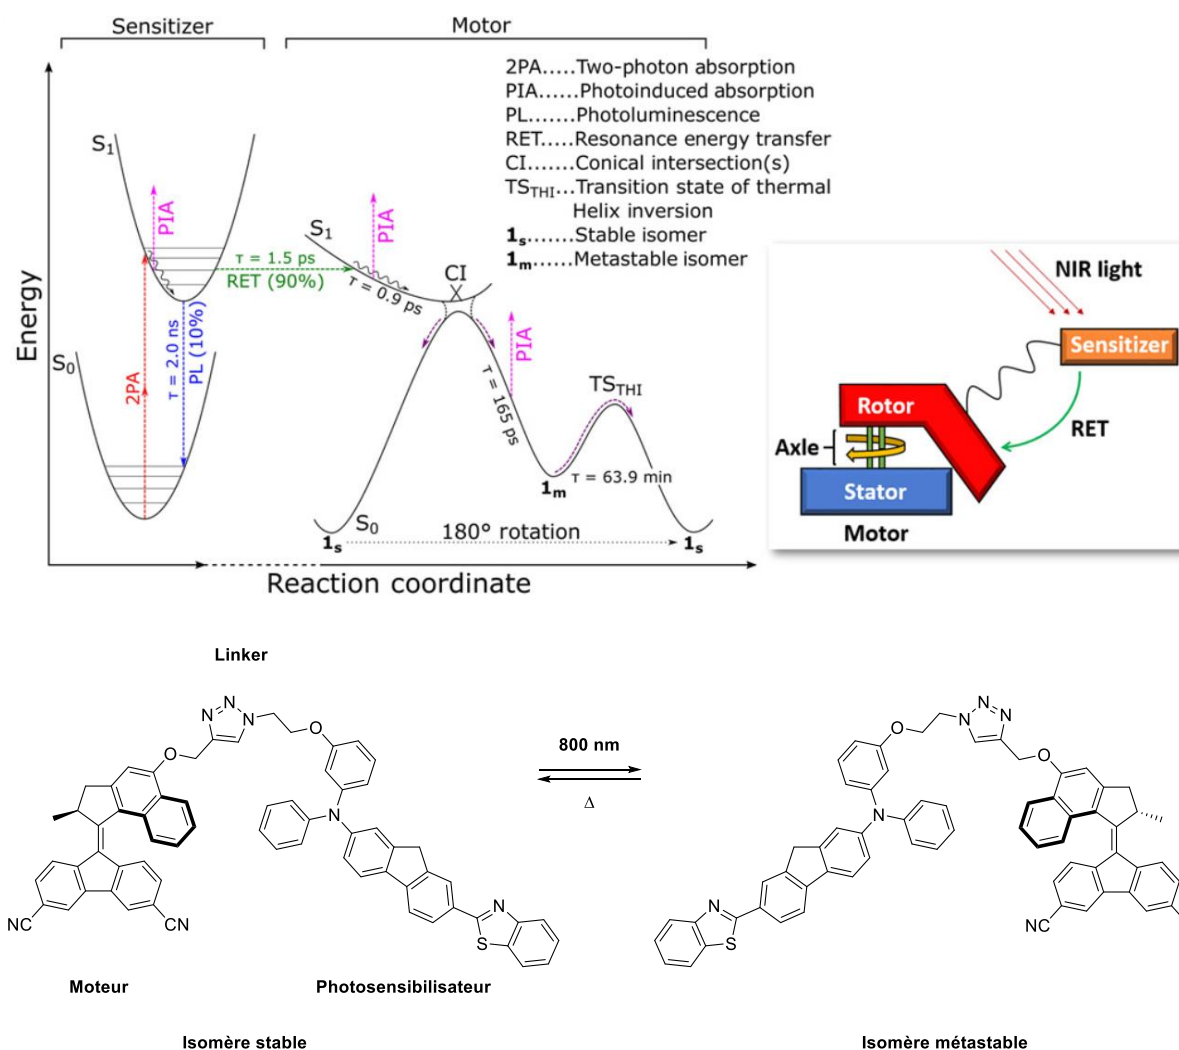 Sensitizer
Motor
2PA.....Two-photon absorption
PIA......Photoinduced absorption
PL.......Photoluminescence
RET.....Resonance energy transfer
CI.......Conical intersection(s)
TS_THI...Transition state of thermal
Helix inversion
1s.......Stable isomer
1m......Metastable isomer
S1
PIA
S1
PIA
τ = 1.5 ps
RET (90%)
τ = 0.9 ps
CI
Energy
S0
2PA
τ = 2.0 ns
PL (10%)
PIA
τ = 165 ps
TS_THI
1m
τ = 63.9 min
S0
1s
180° rotation
1s
Reaction coordinate
NIR light
Sensitizer
Rotor
RET
Axle
Stator
Motor
Linker
N
N
N
O
O
N
S
N
NC
CN
Moteur
Photosensibilisateur
Isomère stable
800 nm
Δ
N
N
N
O
O
N
N
S
NC
Isomère métastable